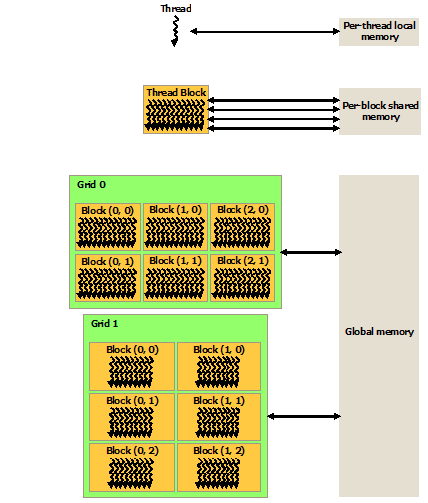 Thread
Per-thread local
memory
Thread Block
Per-block shared
memory
Grid 0
Block (0, 0) Block (1, 0) Block (2, 0)
Block (0, 1) Block (1, 1) Block (2, 1)
Grid 1
Global memory
Block (0, 0) Block (1, 0)
Block (0, 1) Block (1, 1)
Block (0, 2) Block (1, 2)